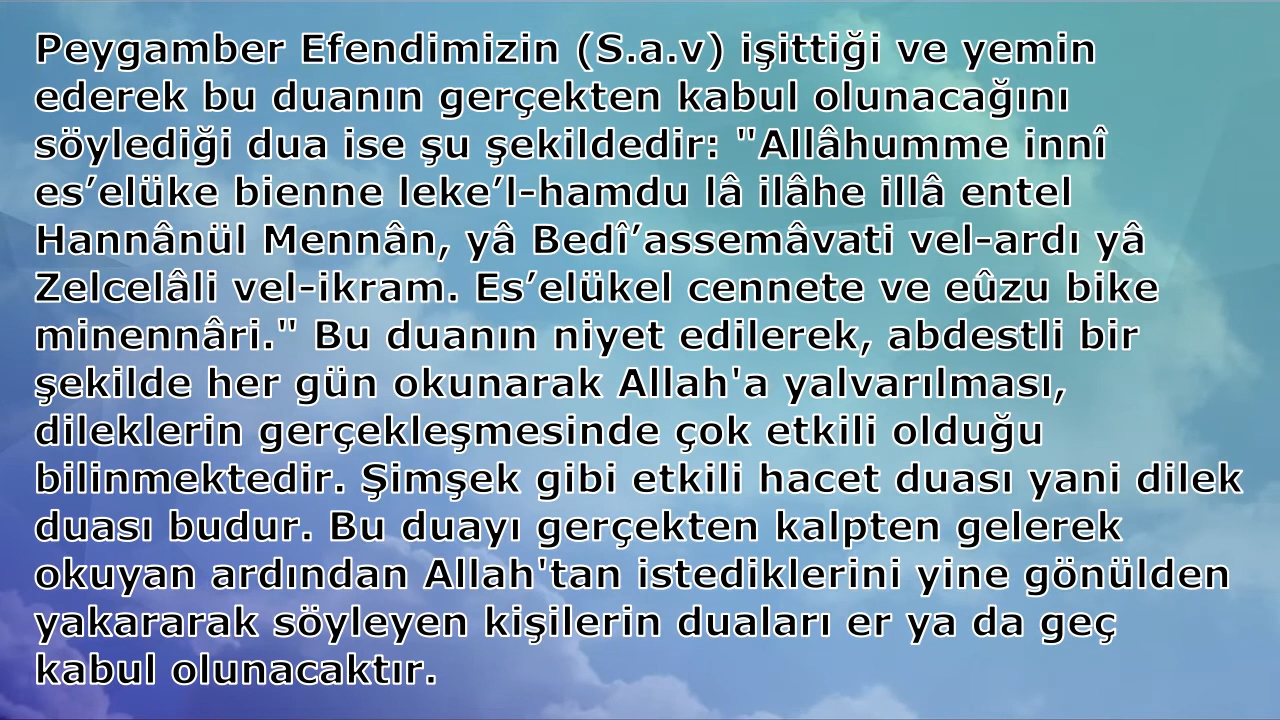 Peygamber Efendimizin (S.a.v) işittiği ve yemin
ederek bu duanın gerçekten kabul olunacağını
söylediği dua ise şu şekildedir: "Allâhumme innî
es’elüke bienne leke’l-hamdu lâ ilâhe illâ entel
Hannânül Mennân, yâ Bedî’assemâvati vel-ardı yâ
Zelcelâli vel-ikram. Es’elükel cennete ve eûzu bike
minennâri." Bu duanın niyet edilerek, abdestli bir
şekilde her gün okunarak Allah'a yalvarılması,
dileklerin gerçekleşmesinde çok etkili olduğu
bilinmektedir. Şimşek gibi etkili hacet duası yani dilek
duası budur. Bu duayı gerçekten kalpten gelerek
okuyan ardından Allah'tan istediklerini yine gönülden
yakararak söyleyen kişilerin duaları er ya da geç
kabul olunacaktır.